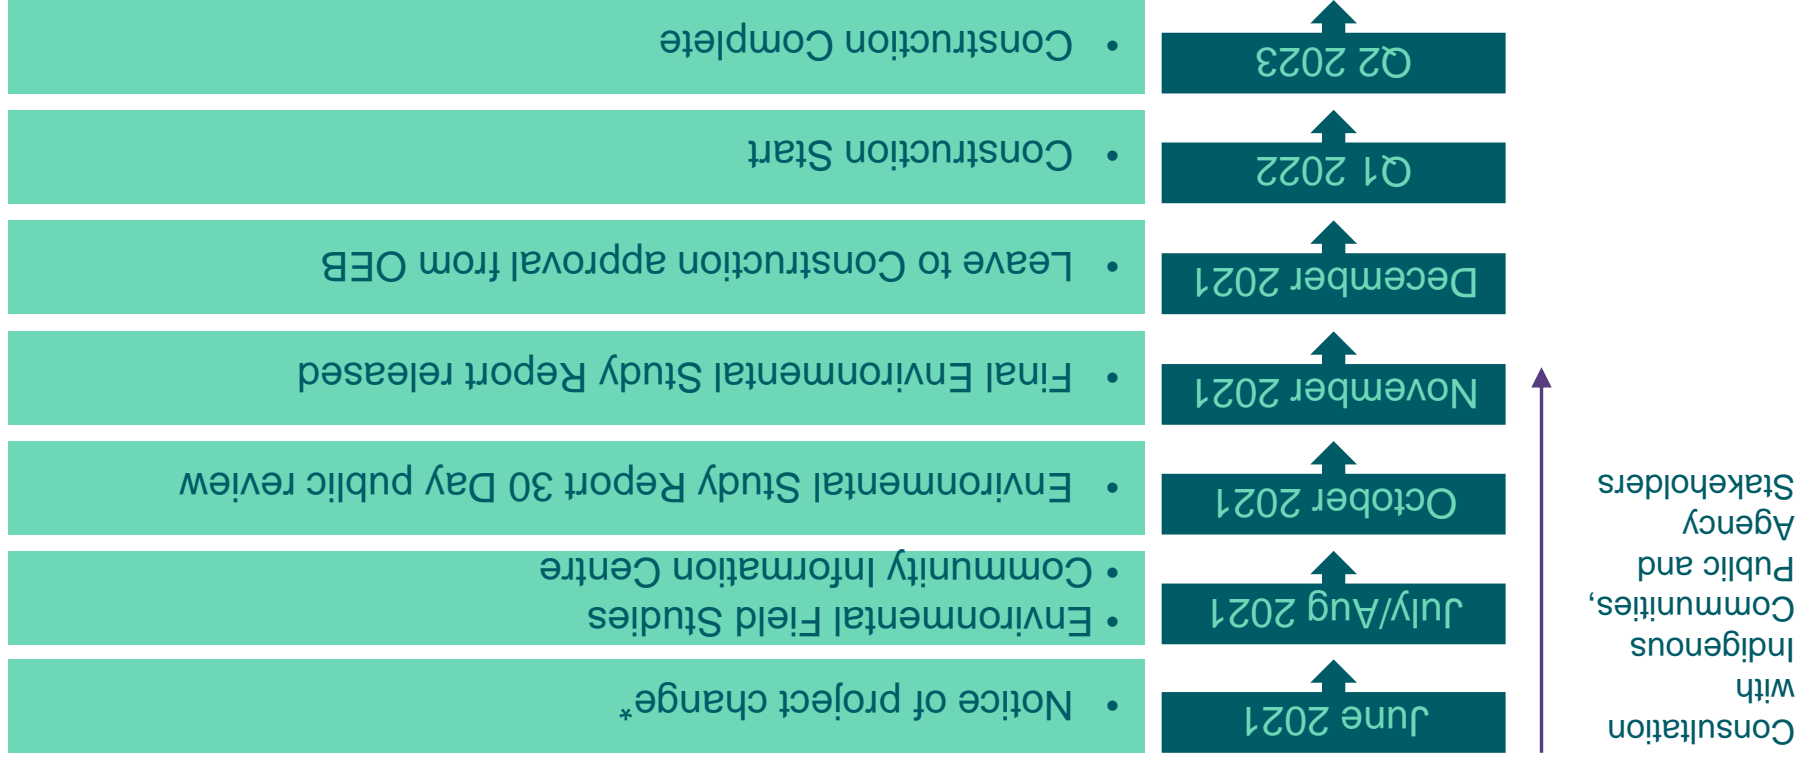 Consultation
with
Indigenous
Communities,
Public and
Agency
Stakeholders
June 2021
• Notice of project change*
July/Aug 2021
• Environmental Field Studies
• Community Information Centre
October 2021
• Environmental Study Report 30 Day public review
November 2021
• Final Environmental Study Report released
December 2021
• Leave to Construction approval from OEB
Q1 2022
• Construction Start
Q2 2023
• Construction Complete